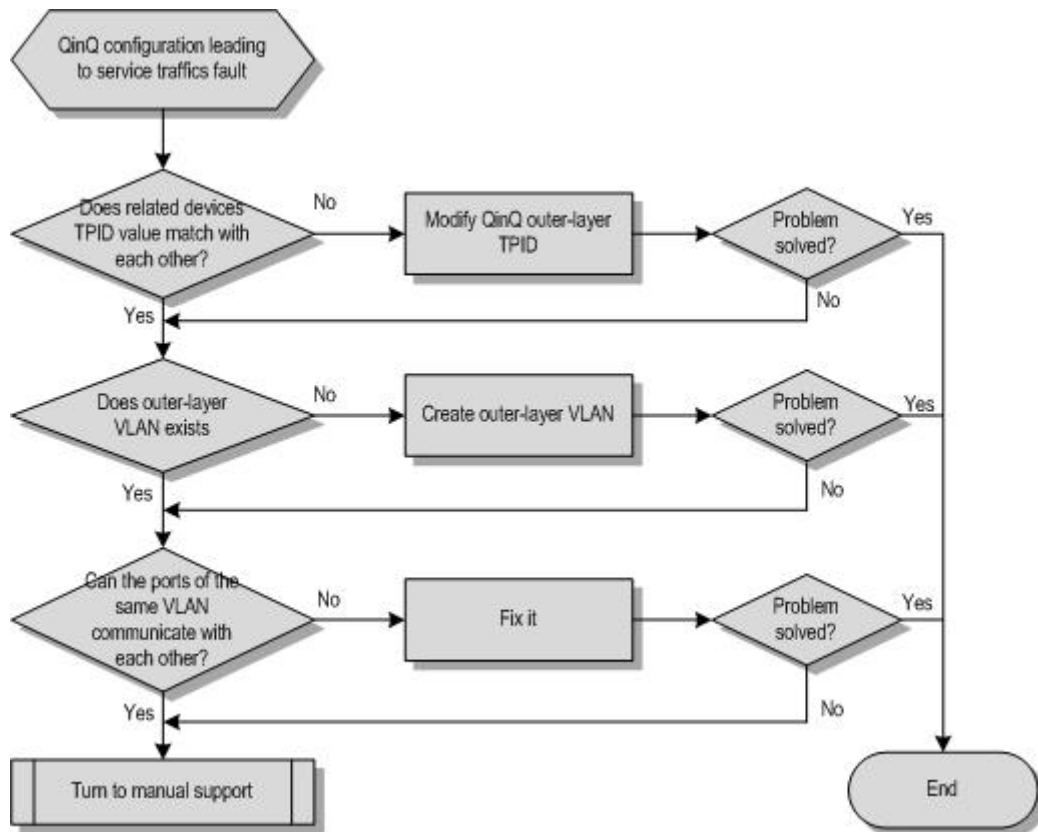 QinQ configuration leading
to service traffics fault
Does related devices
TPID value match with
each other?
No
Modify QinQ outer-layer
TPID
Problem
solved?
Yes
No
Yes
Does outer-layer
VLAN exists
No
Create outer-layer VLAN
Problem
solved?
Yes
No
Yes
Can the ports of the
same VLAN
communicate with
each other?
No
Fix it
Problem
solved?
Yes
No
Yes
Turn to manual support
End